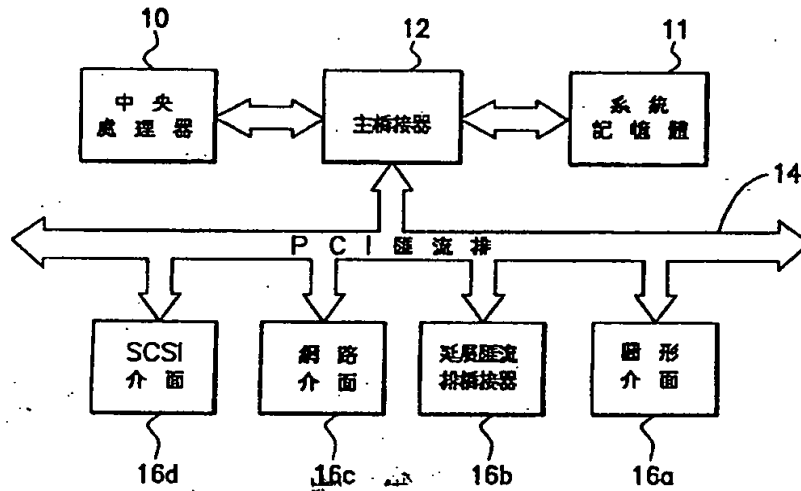 10
12
11
中央
處理器
主橋接器
系統
記憶體
14
PCI匯流排
SCSI
介面
網路
介面
延展匯流
排橋接器
圖形
介面
16d
16c
16b
16a